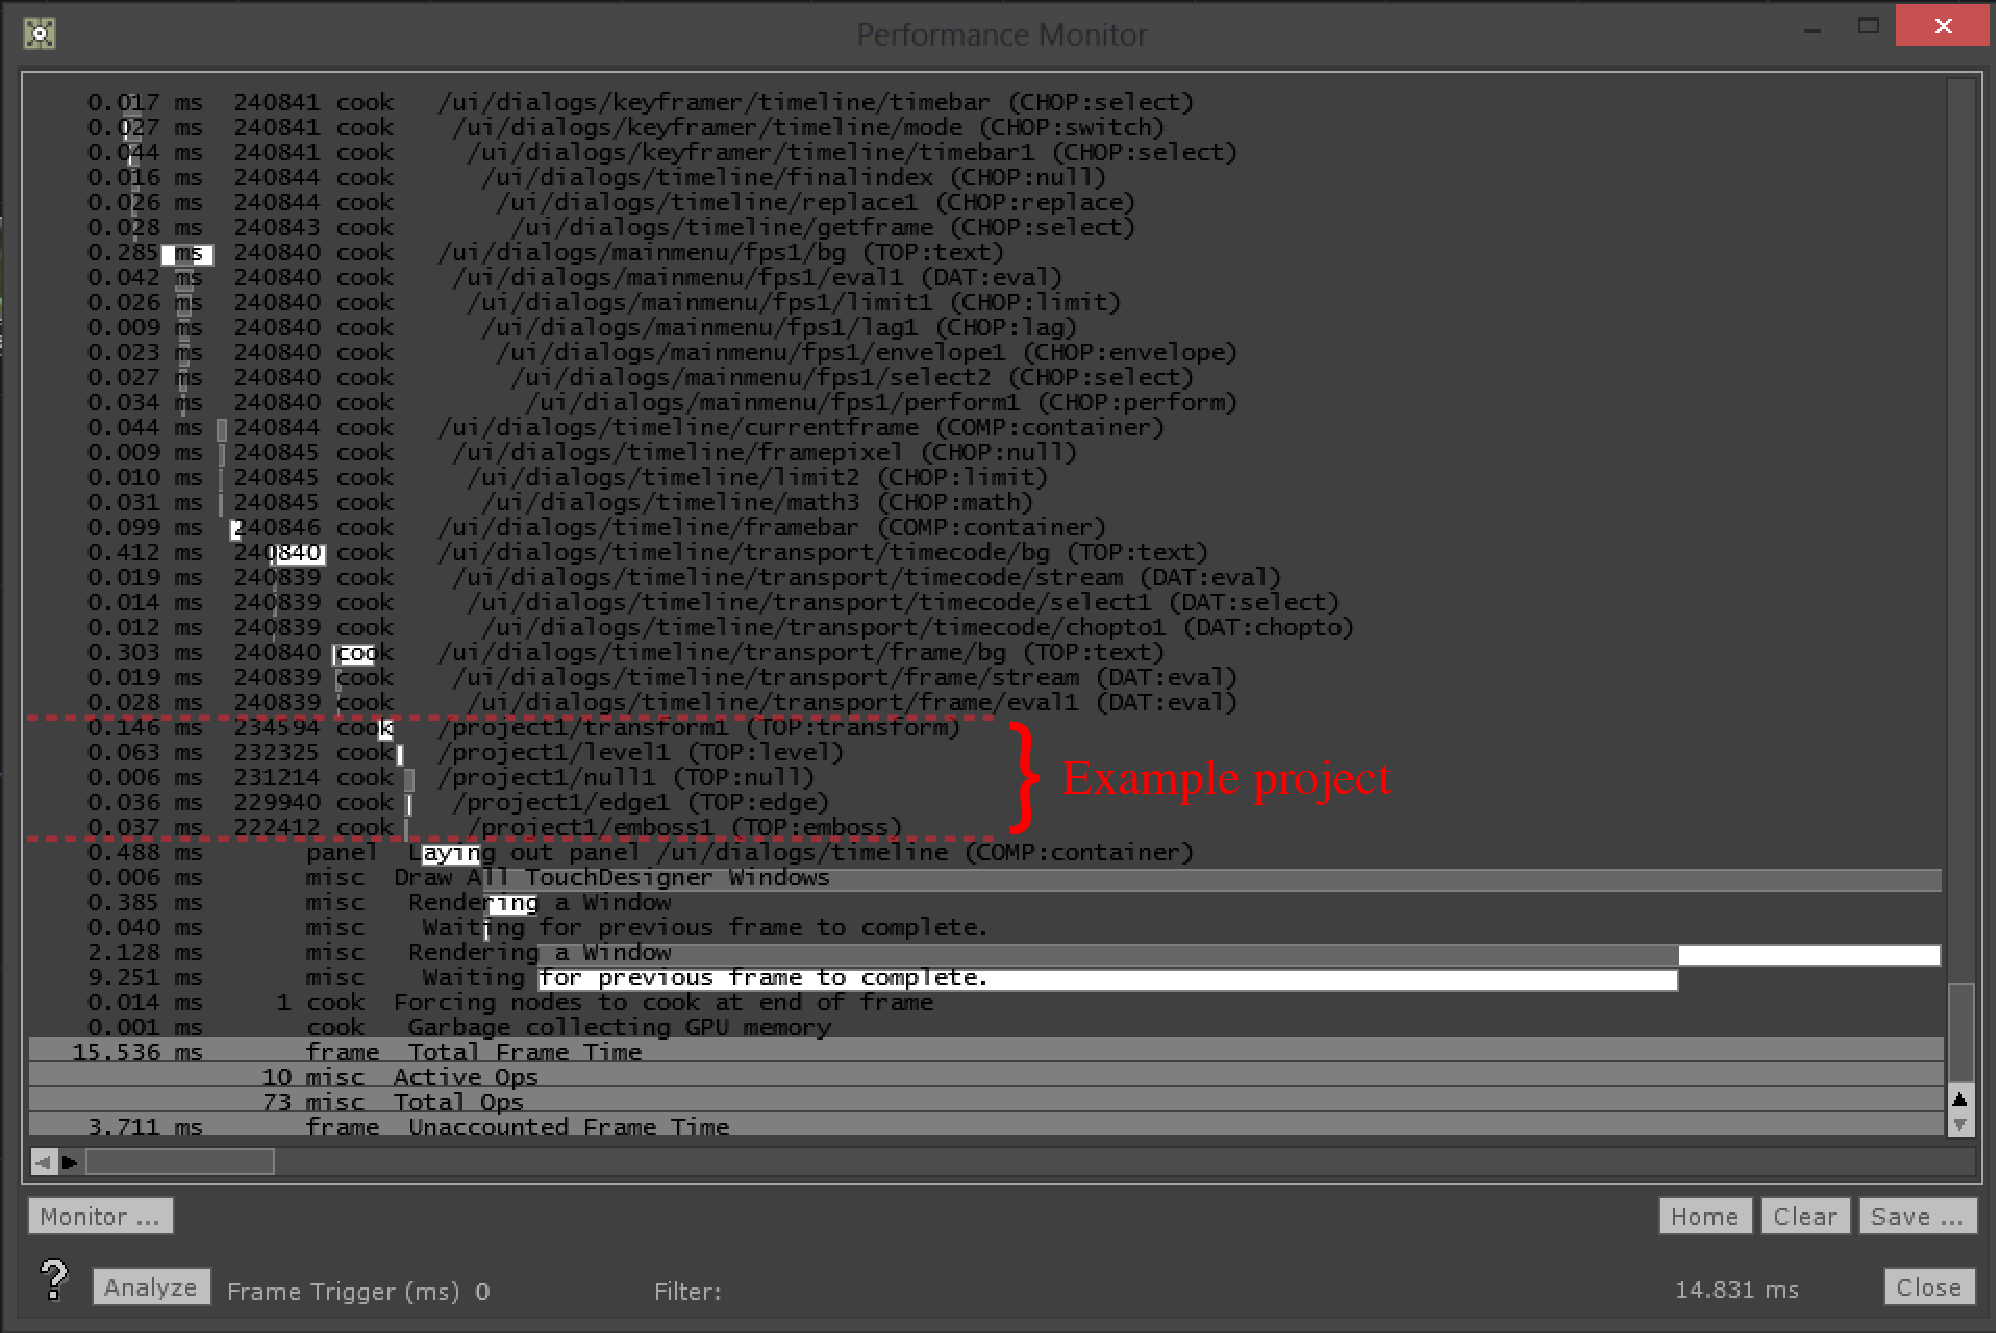 Performance Monitor
0.017 ms 240841 cook /ui/dialogs/keyframer/timeline/timebar (CHOP:select)
0.027 ms 240841 cook /ui/dialogs/keyframer/timeline/mode (CHOP:switch)
0.044 ms 240841 cook /ui/dialogs/keyframer/timeline/timebar1 (CHOP:select)
0.016 ms 240844 cook /ui/dialogs/timeline/finalindex (CHOP:null)
0.026 ms 240844 cook /ui/dialogs/timeline/replace1 (CHOP:replace)
0.028 ms 240843 cook /ui/dialogs/timeline/getframe (CHOP:select)
0.285 ms 240840 cook /ui/dialogs/mainmenu/fps1/bg (TOP:text)
0.042 ms 240840 cook /ui/dialogs/mainmenu/fps1/eval1 (DAT:eval)
0.026 ms 240840 cook /ui/dialogs/mainmenu/fps1/limit1 (CHOP:limit)
0.009 ms 240840 cook /ui/dialogs/mainmenu/fps1/lag1 (CHOP:lag)
0.023 ms 240840 cook /ui/dialogs/mainmenu/fps1/envelope1 (CHOP:envelope)
0.027 ms 240840 cook /ui/dialogs/mainmenu/fps1/select2 (CHOP:select)
0.034 ms 240840 cook /ui/dialogs/mainmenu/fps1/perform1 (CHOP:perform)
0.044 ms 240844 cook /ui/dialogs/timeline/currentframe (COMP:container)
0.009 ms 240845 cook /ui/dialogs/timeline/framepixel (CHOP:null)
0.010 ms 240845 cook /ui/dialogs/timeline/limit2 (CHOP:limit)
0.031 ms 240845 cook /ui/dialogs/timeline/math3 (CHOP:math)
0.099 ms 240846 cook /ui/dialogs/timeline/framebar (COMP:container)
0.412 ms 240840 cook /ui/dialogs/timeline/transport/timecode/bg (TOP:text)
0.019 ms 240839 cook /ui/dialogs/timeline/transport/timecode/stream (DAT:eval)
0.014 ms 240839 cook /ui/dialogs/timeline/transport/timecode/select1 (DAT:select)
0.012 ms 240839 cook /ui/dialogs/timeline/transport/timecode/chopto1 (DAT:chopto)
0.303 ms 240840 cook /ui/dialogs/timeline/transport/frame/bg (TOP:text)
0.019 ms 240839 cook /ui/dialogs/timeline/transport/frame/stream (DAT:eval)
0.028 ms 240839 cook /ui/dialogs/timeline/transport/frame/eval1 (DAT:eval)
0.146 ms 234594 cook /project1/transform1 (TOP:transform)
0.063 ms 232325 cook /project1/level1 (TOP:level)
0.006 ms 231214 cook /project1/null1 (TOP:null)
Example project
0.036 ms 229940 cook /project1/edge1 (TOP:edge)
0.037 ms 222412 cook /project1/emboss1 (TOP:emboss)
0.488 ms panel Laying out panel /ui/dialogs/timeline (COMP:container)
0.006 ms misc Draw All TouchDesigner Windows
0.385 ms misc Rendering a Window
0.040 ms misc Waiting for previous frame to complete.
2.128 ms misc Rendering a Window
9.251 ms misc Waiting for previous frame to complete.
0.014 ms 1 cook Forcing nodes to cook at end of frame
0.001 ms cook Garbage collecting GPU memory
15.536 ms frame Total Frame Time
10 misc Active Ops
73 misc Total Ops
3.711 ms frame Unaccounted Frame Time
Monitor ... Home Clear Save ...
? Analyze Frame Trigger (ms) 0 Filter: 14.831 ms Close